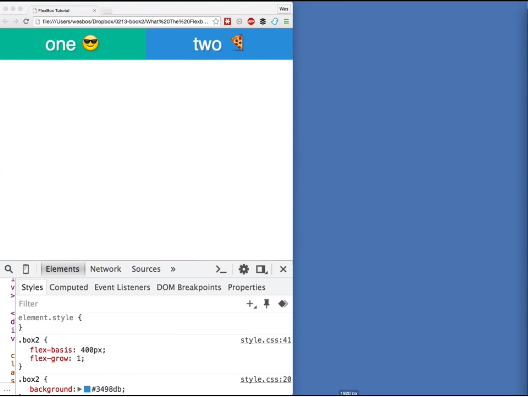 FlexBox Tutorial
Wes
file:///Users/wesbos/Dropbox/0213-book2/What%20The%20Flexb...
one 😎
two 🍕
Elements Network Sources »
Styles Computed Event Listeners DOM Breakpoints Properties
Filter
element.style {
}
.box2 { style.css:41
flex-basis: 400px;
flex-grow: 1;
}
.box2 { style.css:20
background: #3498db;